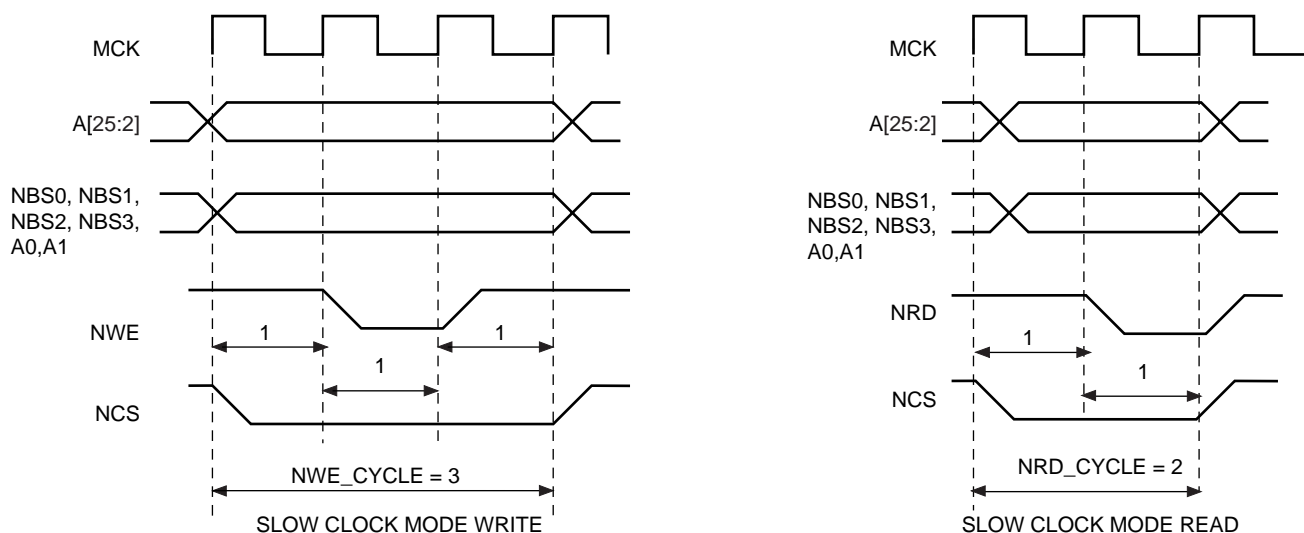 MCK
A[25:2]
NBS0, NBS1,
NBS2, NBS3,
A0,A1
NWE
1
1
1
NCS
NWE_CYCLE = 3
SLOW CLOCK MODE WRITE
MCK
A[25:2]
NBS0, NBS1,
NBS2, NBS3,
A0,A1
NRD
1
1
NCS
NRD_CYCLE = 2
SLOW CLOCK MODE READ